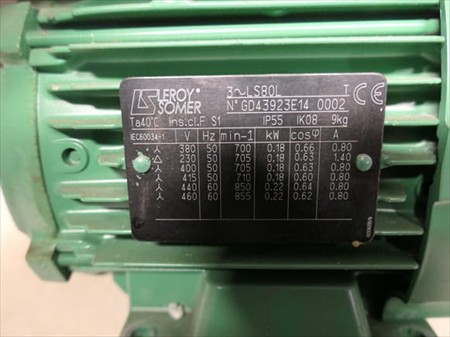 LS LEROY SOMER
3~LS80L T CE
N° GD43923E14 0002
Ta40°C Ins.cl.F S1 IP55 IK08 9kg
IEC60034-1 V Hz min-1 kW cosφ A
⅄ 380 50 700 0.18 0.66 0.80
△ 230 50 705 0.18 0.63 1.40
⅄ 400 50 705 0.18 0.63 0.80
⅄ 415 50 710 0.18 0.60 0.80
⅄ 440 60 850 0.22 0.64 0.80
⅄ 460 60 855 0.22 0.62 0.80